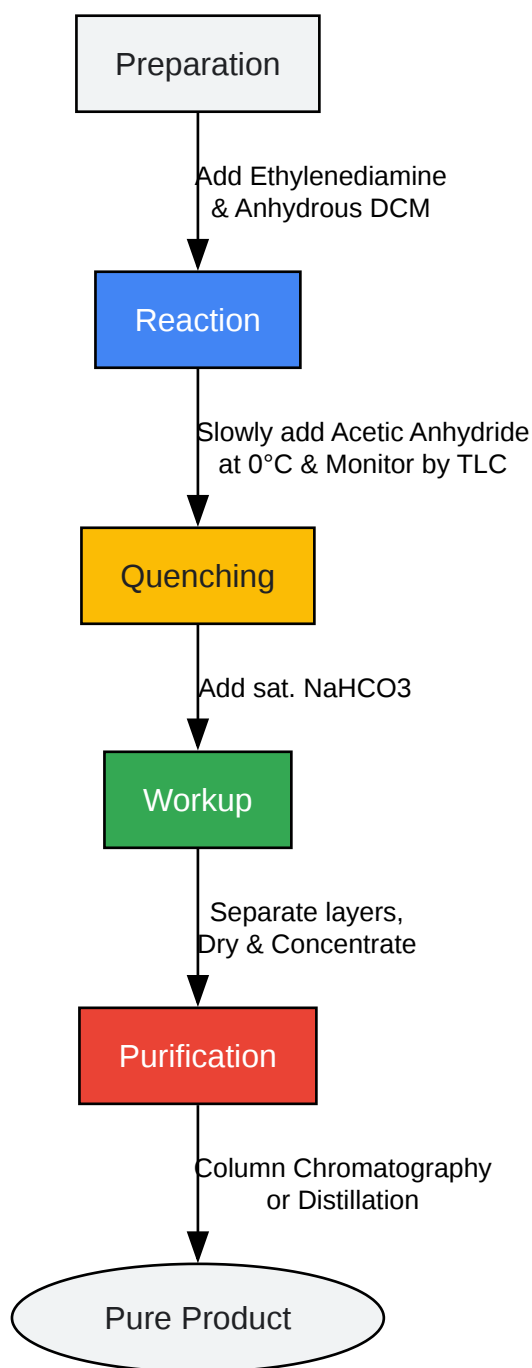 Preparation
Add Ethylenediamine
& Anhydrous DCM
Reaction
Slowly add Acetic Anhydride
at 0°C & Monitor by TLC
Quenching
Add sat. NaHCO3
Workup
Separate layers,
Dry & Concentrate
Purification
Column Chromatography
or Distillation
Pure Product